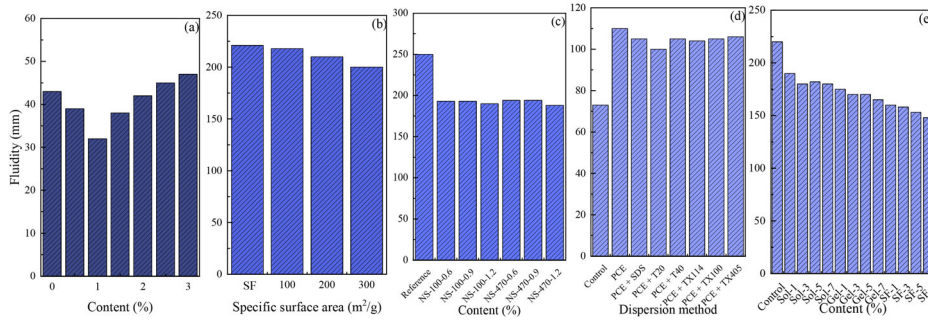 (a)
Fluidity (mm)
60
50
40
30
20
10
0
0 1 2 3
Content (%)
(b)
250
200
150
100
50
0
SF 100 200 300
Specific surface area (m²/g)
(c)
300
250
200
150
100
50
0
Reference
NS-100-0.6
NS-100-0.9
NS-100-1.2
NS-470-0.6
NS-470-0.9
NS-470-1.2
Content (%)
(d)
120
100
80
60
40
20
0
Control
PCE
PCE + SDS
PCE + T20
PCE + T40
PCE + TX114
PCE + TX100
PCE + TX405
Dispersion method
(e
250
200
150
100
50
0
Control
Sol-1
Sol-3
Sol-5
Sol-7
Gel-1
Gel-3
Gel-5
Gel-7
SF-1
SF-3
SF-5
SF-
Content (%)